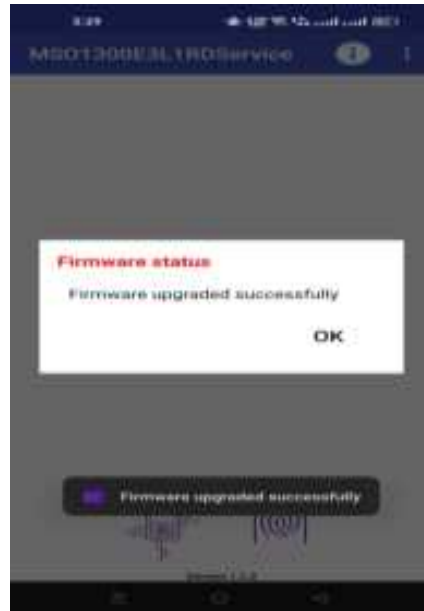 MSO1300E3L1RDService
Firmware status
Firmware upgraded successfully
OK
Firmware upgraded successfully